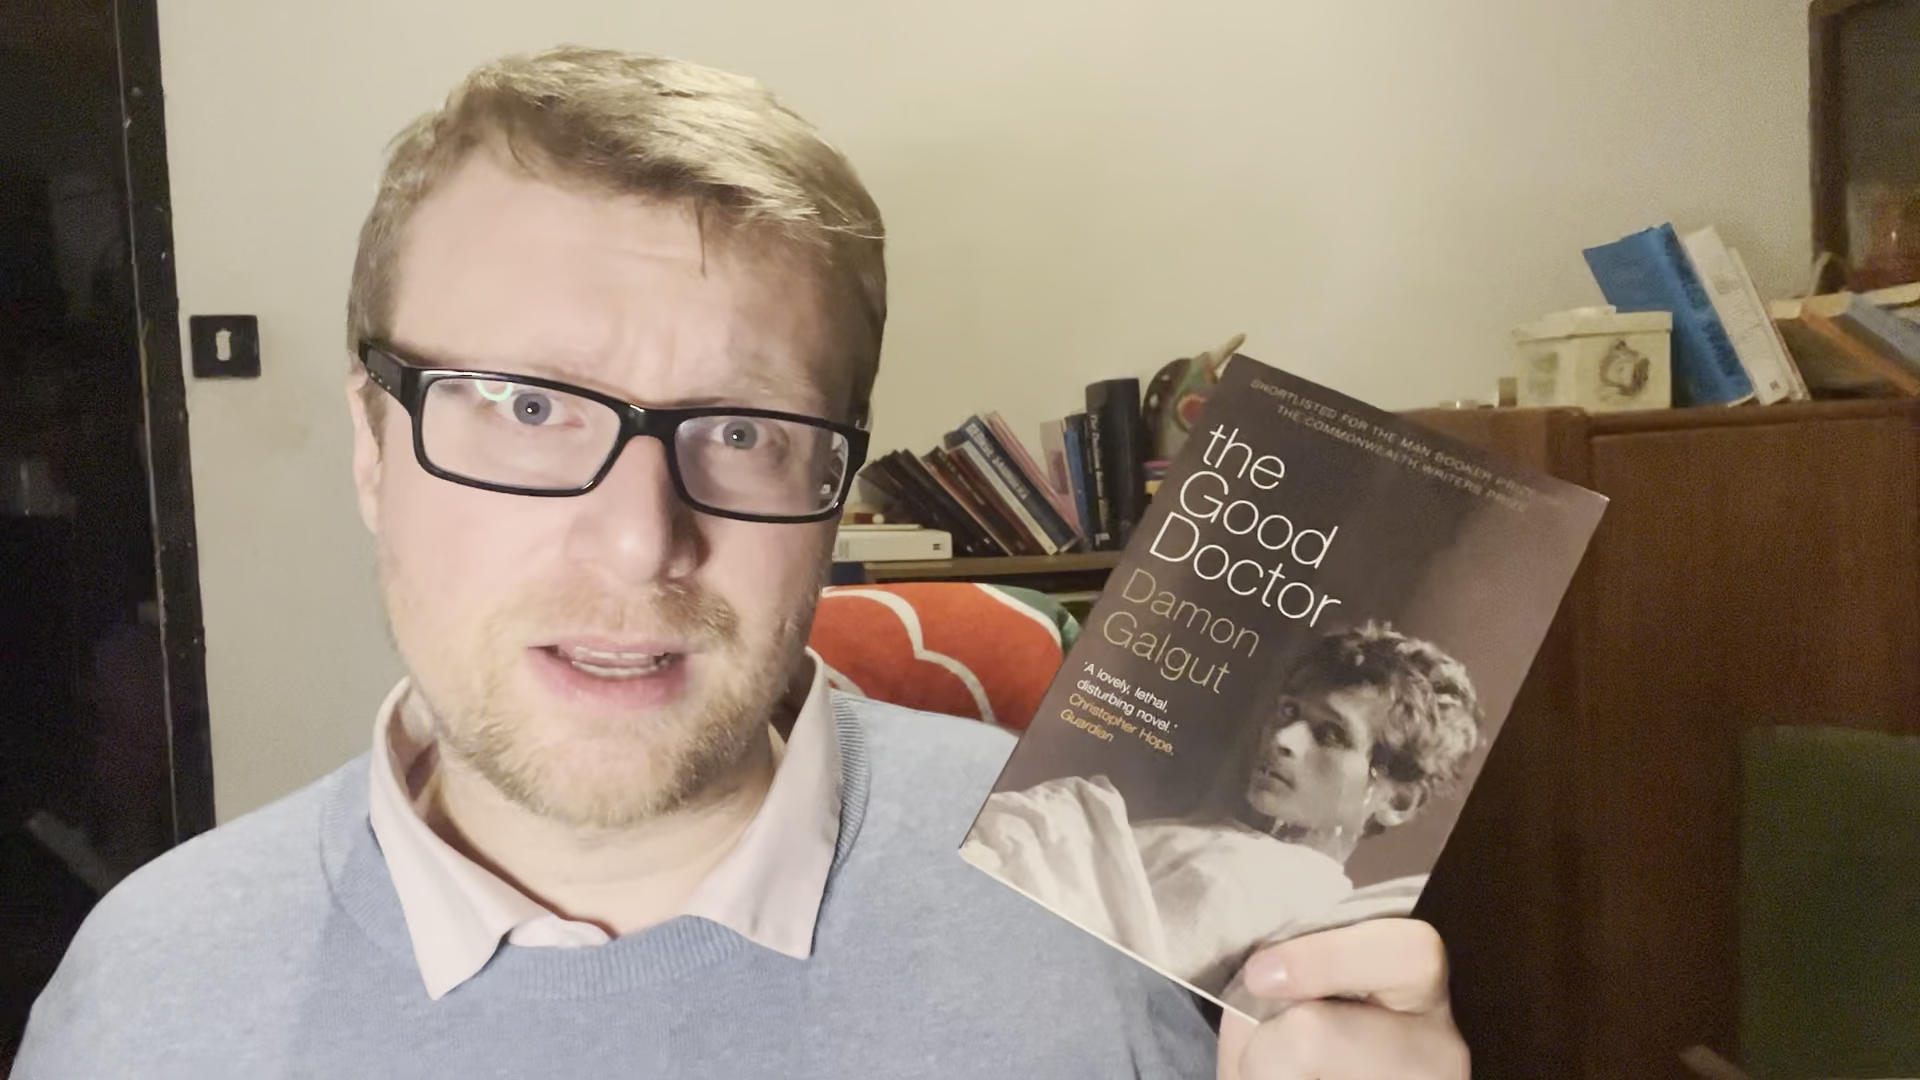 SHORTLISTED FOR THE MAN BOOKER PRIZE
THE COMMONWEALTH WRITERS PRIZE
the
Good
Doctor
Damon
Galgut
'A lovely, lethal,
disturbing novel.'
Christopher Hope,
Guardian